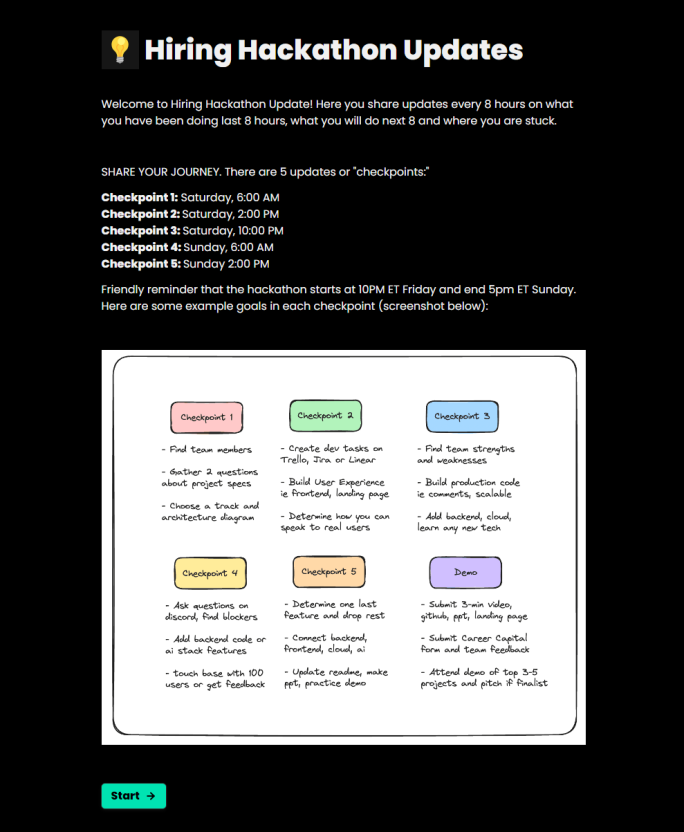 Hiring Hackathon Updates
Welcome to Hiring Hackathon Update! Here you share updates every 8 hours on what
you have been doing last 8 hours, what you will do next 8 and where you are stuck.
SHARE YOUR JOURNEY. There are 5 updates or "checkpoints:"
Checkpoint 1: Saturday, 6:00 AM
Checkpoint 2: Saturday, 2:00 PM
Checkpoint 3: Saturday, 10:00 PM
Checkpoint 4: Sunday, 6:00 AM
Checkpoint 5: Sunday 2:00 PM
Friendly reminder that the hackathon starts at 10PM ET Friday and end 5pm ET Sunday.
Here are some example goals in each checkpoint (screenshot below):
Checkpoint 1
- Find team members
- Gather 2 questions
about project specs
- Choose a track and
architecture diagram
Checkpoint 2
- Create dev tasks on
Trello, Jira or Linear
- Build User Experience
ie frontend, landing page
- Determine how you can
speak to real users
Checkpoint 3
- Find team strengths
and weaknesses
- Build production code
ie comments, scalable
- Add backend, cloud,
learn any new tech
Checkpoint 4
- Ask questions on
discord, find blockers
- Add backend code or
ai stack features
- touch base with 100
users or get feedback
Checkpoint 5
- Determine one last
feature and drop rest
- Connect backend,
frontend, cloud, ai
- Update readme, make
ppt, practice demo
Demo
- Submit 3-min video,
github, ppt, landing page
- Submit Career Capital
form and team feedback
- Attend demo of top 3-5
projects and pitch if finalist
Start →